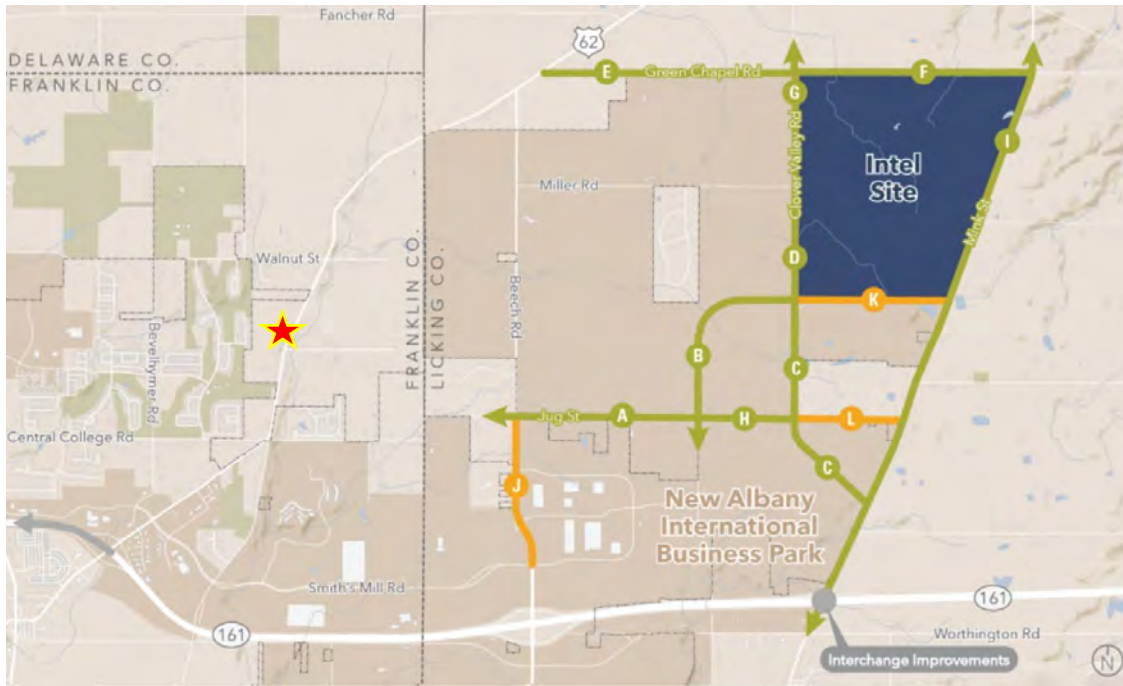 Fancher Rd
62
DELAWARE CO.
FRANKLIN CO.
E
Green Chapel Rd
F
G
Clover Valley Rd
I
Intel
Site
Miller Rd
Mink St
Walnut St
D
Beech Rd
K
FRANKLIN CO.
LICKING CO.
Bevelhymer Rd
B
C
Jug St
A
H
L
Central College Rd
C
J
New Albany
International
Business Park
Smith's Mill Rd
161
161
Worthington Rd
Interchange Improvements
N